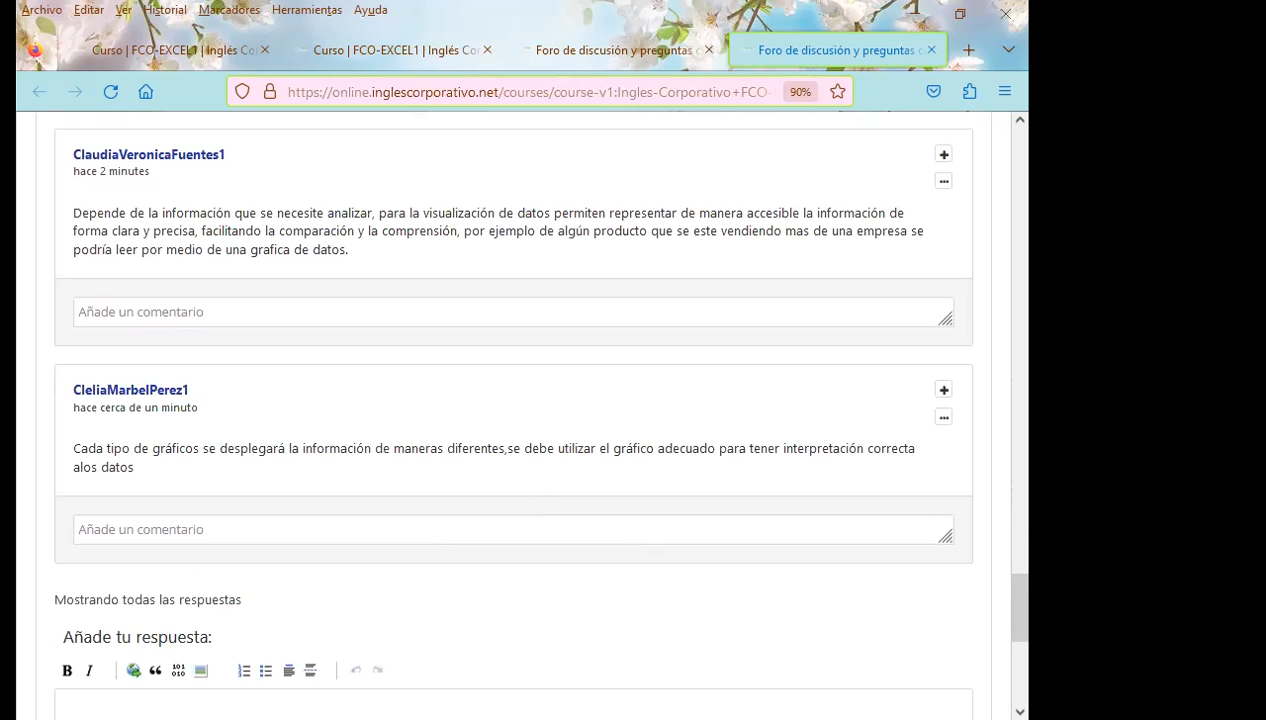 Archivo Editar Ver Historial Marcadores Herramientas Ayuda
Curso | FCO-EXCEL1 | Inglés Co Curso | FCO-EXCEL1 | Inglés Co Foro de discusión y preguntas Foro de discusión y preguntas
https://online.inglescorporativo.net/courses/course-v1:Ingles-Corporativo+FCO- 90%
ClaudiaVeronicaFuentes1
hace 2 minutes
Depende de la información que se necesite analizar, para la visualización de datos permiten representar de manera accesible la información de
forma clara y precisa, facilitando la comparación y la comprensión, por ejemplo de algún producto que se este vendiendo mas de una empresa se
podría leer por medio de una grafica de datos.
Añade un comentario
CleliaMarbelPerez1
hace cerca de un minuto
Cada tipo de gráficos se desplegará la información de maneras diferentes,se debe utilizar el gráfico adecuado para tener interpretación correcta
alos datos
Añade un comentario
Mostrando todas las respuestas
Añade tu respuesta:
B I 101 010